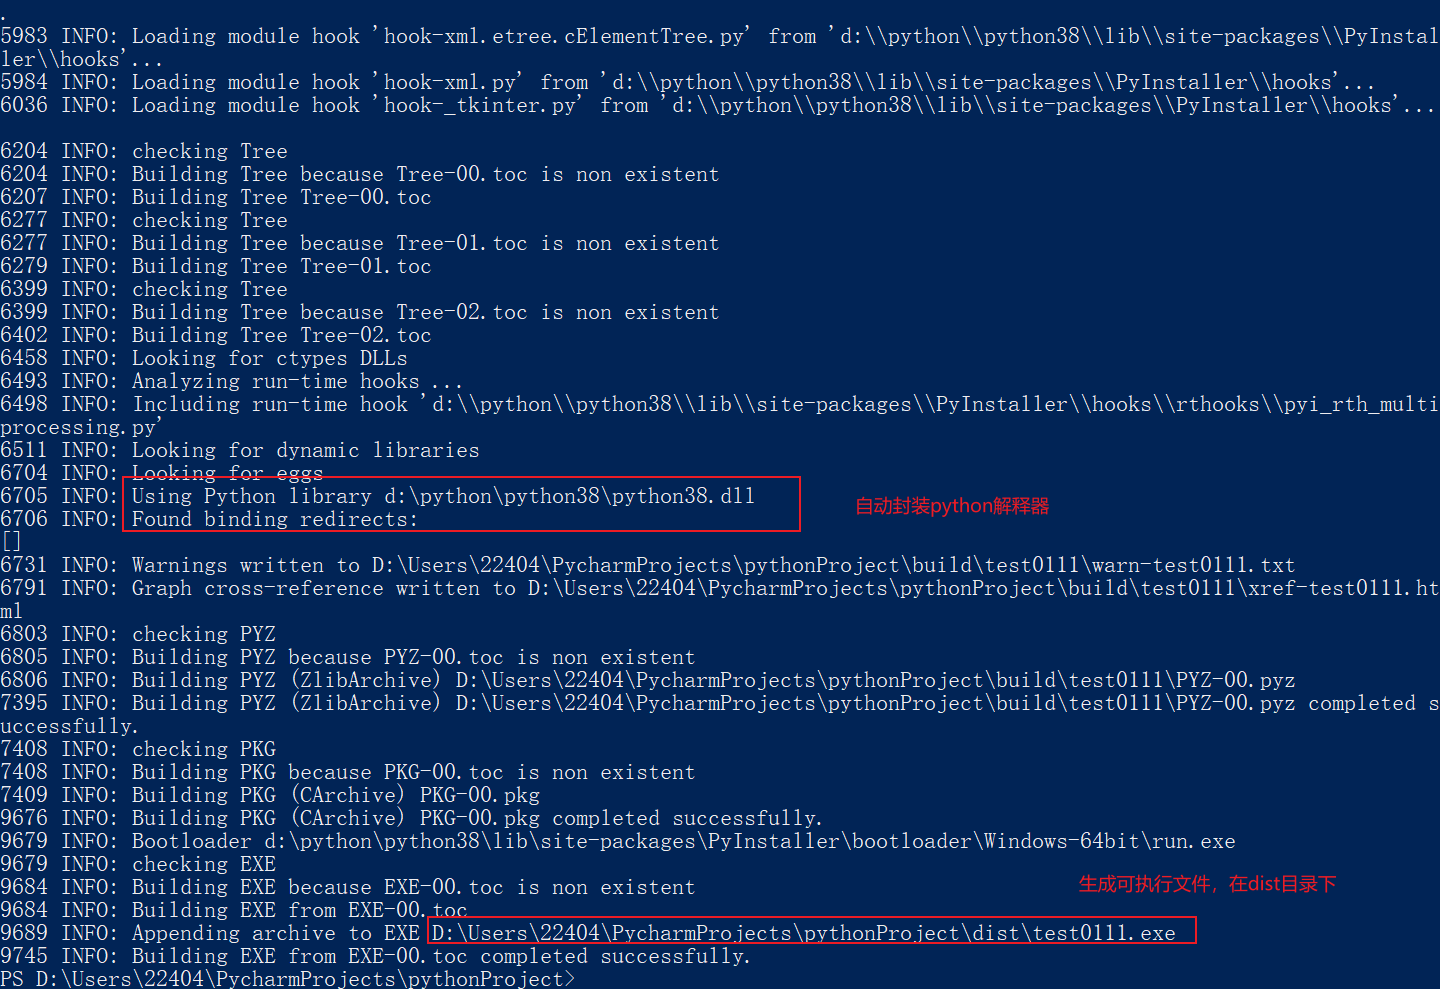 .
5983 INFO: Loading module hook 'hook-xml.etree.cElementTree.py' from 'd:\\python\\python38\\lib\\site-packages\\PyInstal
ler\\hooks'...
5984 INFO: Loading module hook 'hook-xml.py' from 'd:\\python\\python38\\lib\\site-packages\\PyInstaller\\hooks'...
6036 INFO: Loading module hook 'hook-_tkinter.py' from 'd:\\python\\python38\\lib\\site-packages\\PyInstaller\\hooks'...
6204 INFO: checking Tree
6204 INFO: Building Tree because Tree-00.toc is non existent
6207 INFO: Building Tree Tree-00.toc
6277 INFO: checking Tree
6277 INFO: Building Tree because Tree-01.toc is non existent
6279 INFO: Building Tree Tree-01.toc
6399 INFO: checking Tree
6399 INFO: Building Tree because Tree-02.toc is non existent
6402 INFO: Building Tree Tree-02.toc
6458 INFO: Looking for ctypes DLLs
6493 INFO: Analyzing run-time hooks ...
6498 INFO: Including run-time hook 'd:\\python\\python38\\lib\\site-packages\\PyInstaller\\hooks\\rthooks\\pyi_rth_multi
processing.py'
6511 INFO: Looking for dynamic libraries
6704 INFO: Looking for eggs
6705 INFO: Using Python library d:\python\python38\python38.dll
自动封装python解释器
6706 INFO: Found binding redirects:
[]
6731 INFO: Warnings written to D:\Users\22404\PycharmProjects\pythonProject\build\test0111\warn-test0111.txt
6791 INFO: Graph cross-reference written to D:\Users\22404\PycharmProjects\pythonProject\build\test0111\xref-test0111.ht
ml
6803 INFO: checking PYZ
6805 INFO: Building PYZ because PYZ-00.toc is non existent
6806 INFO: Building PYZ (ZlibArchive) D:\Users\22404\PycharmProjects\pythonProject\build\test0111\PYZ-00.pyz
7395 INFO: Building PYZ (ZlibArchive) D:\Users\22404\PycharmProjects\pythonProject\build\test0111\PYZ-00.pyz completed s
uccessfully.
7408 INFO: checking PKG
7408 INFO: Building PKG because PKG-00.toc is non existent
7409 INFO: Building PKG (CArchive) PKG-00.pkg
9676 INFO: Building PKG (CArchive) PKG-00.pkg completed successfully.
9679 INFO: Bootloader d:\python\python38\lib\site-packages\PyInstaller\bootloader\Windows-64bit\run.exe
9679 INFO: checking EXE
9684 INFO: Building EXE because EXE-00.toc is non existent
生成可执行文件，在dist目录下
9684 INFO: Building EXE from EXE-00.toc
9689 INFO: Appending archive to EXE D:\Users\22404\PycharmProjects\pythonProject\dist\test0111.exe
9745 INFO: Building EXE from EXE-00.toc completed successfully.
PS D:\Users\22404\PycharmProjects\pythonProject>